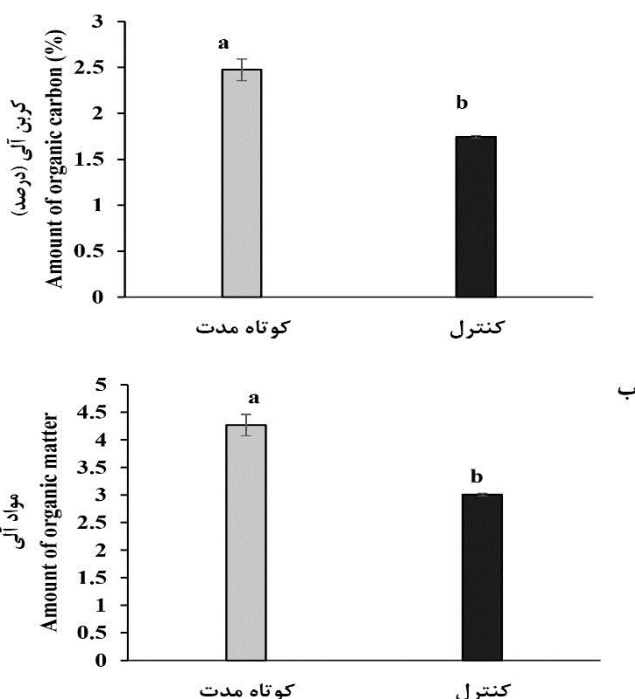 کربن آلی (درصد)
Amount of organic carbon (%)
3
2.5
2
1.5
1
0.5
0
a
b
کوتاه مدت
کنترل
ب
مواد آلی
Amount of organic matter
5
4.5
4
3.5
3
2.5
2
1.5
1
0.5
0
a
b
کوتاه مدت
کنترل